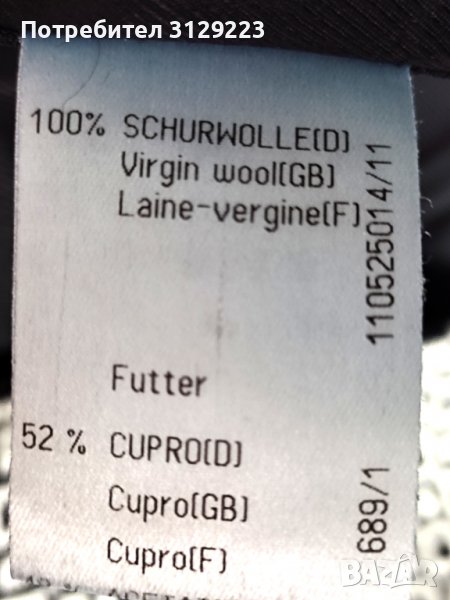 Потребител 3129223
100% SCHURWOLLE(D)
Virgin wool(GB)
Laine-vergine(F)
110525014/11
Futter
52 % CUPRO(D)
Cupro(GB)
Cupro(F)
689/1
BAZAR